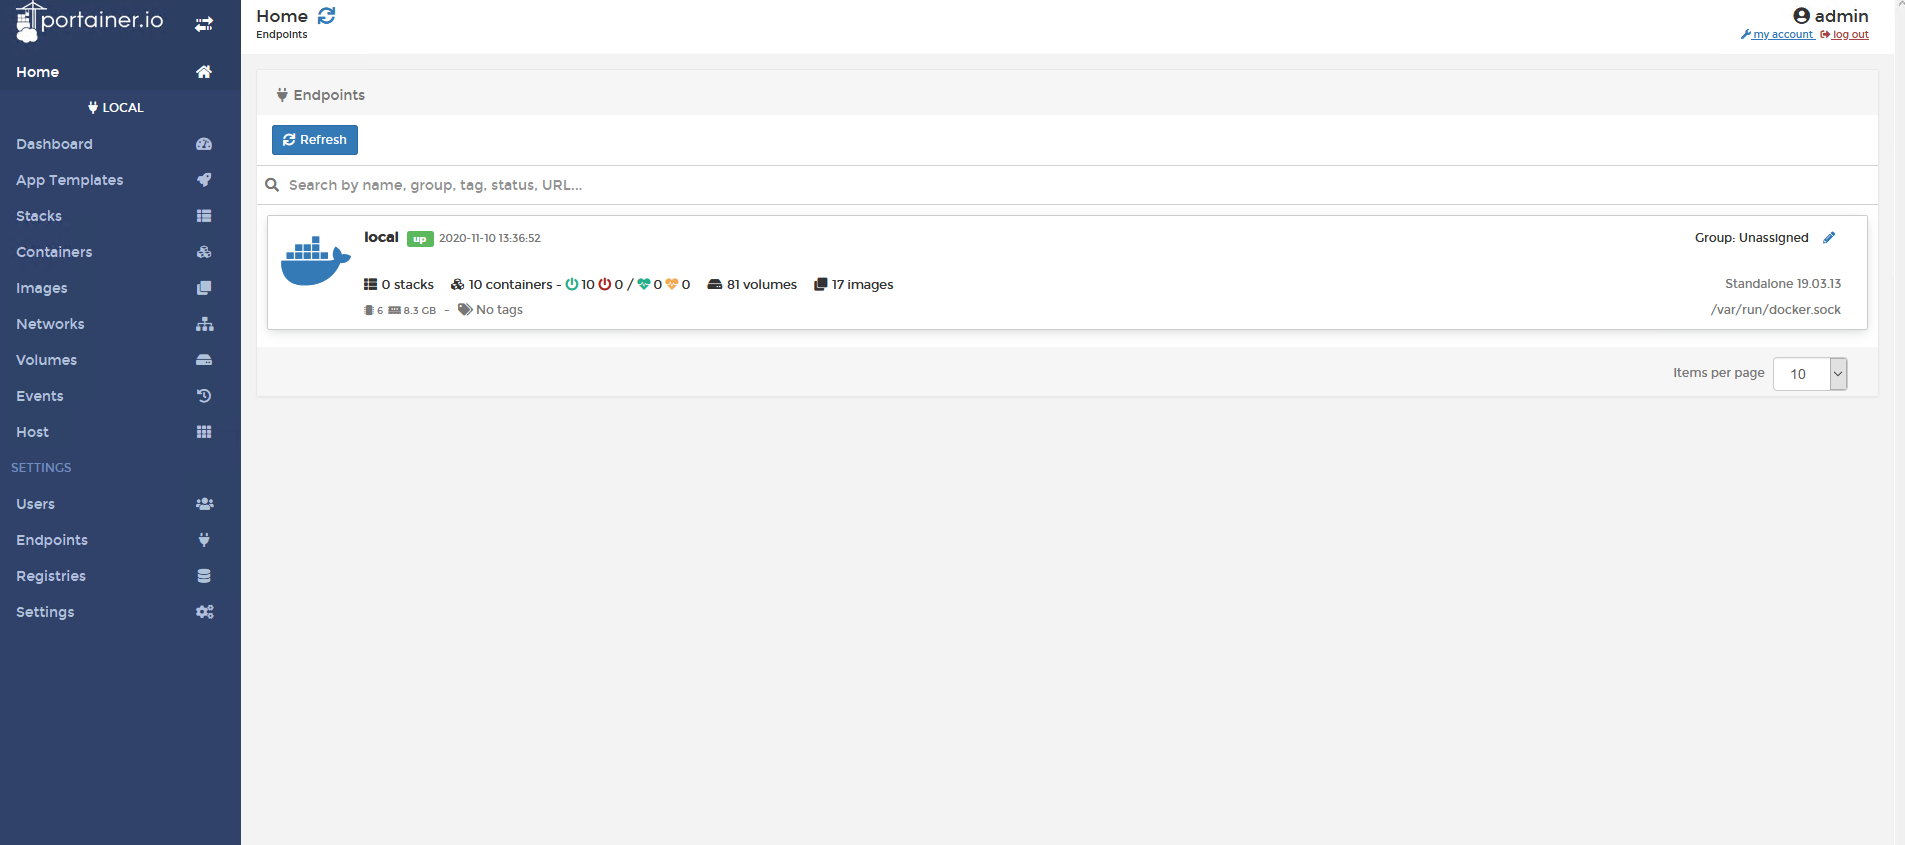 portainer.io
Home
LOCAL
Dashboard
App Templates
Stacks
Containers
Images
Networks
Volumes
Events
Host
SETTINGS
Users
Endpoints
Registries
Settings
Home
Endpoints
admin
my account log out
Endpoints
Refresh
Search by name, group, tag, status, URL...
local up 2020-11-10 13:36:52
Group: Unassigned
0 stacks 10 containers - 10 0 / 0 0 81 volumes 17 images
Standalone 19.03.13
6 8.3 GB - No tags
/var/run/docker.sock
Items per page 10